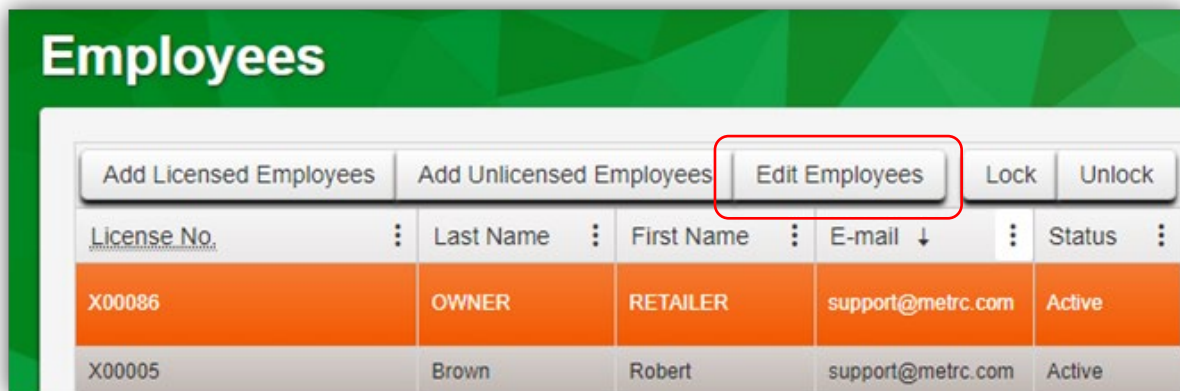 Employees
Add Licensed Employees Add Unlicensed Employees Edit Employees Lock Unlock
License No. Last Name First Name E-mail ↓ Status
X00086 OWNER RETAILER support@metrc.com Active
X00005 Brown Robert support@metrc.com Active